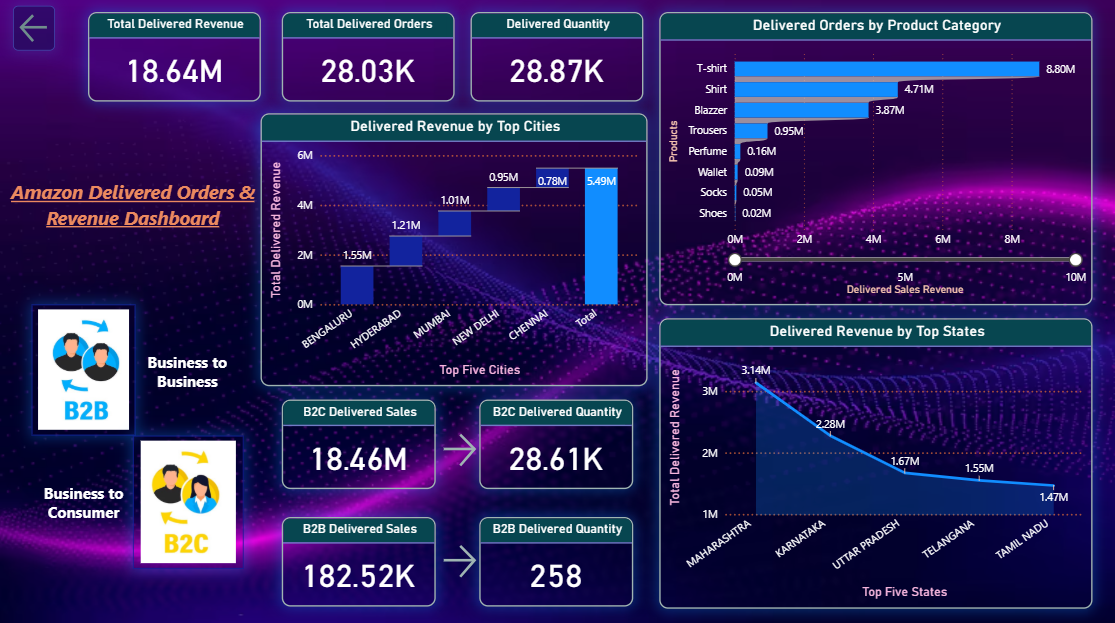 Total Delivered Revenue
18.64M
Total Delivered Orders
28.03K
Delivered Quantity
28.87K
Delivered Orders by Product Category
Products
T-shirt
8.80M
Shirt
4.71M
Blazzer
3.87M
Trousers
0.95M
Perfume
0.16M
Wallet
0.09M
Socks
0.05M
Shoes
0.02M
0M 2M 4M 6M 8M
0M 5M 10M
Delivered Sales Revenue
Amazon Delivered Orders &
Revenue Dashboard
Delivered Revenue by Top Cities
Total Delivered Revenue
6M
4M
2M
0M
1.55M
1.21M
1.01M
0.95M
0.78M
5.49M
BENGALURU
HYDERABAD
MUMBAI
NEW DELHI
CHENNAI
Total
Top Five Cities
Delivered Revenue by Top States
Total Delivered Revenue
3M
2M
1M
3.14M
2.28M
1.67M
1.55M
1.47M
MAHARASHTRA
KARNATAKA
UTTAR PRADESH
TELANGANA
TAMIL NADU
Top Five States
B2B
Business to
Business
Business to
Consumer
B2C
B2C Delivered Sales
18.46M
B2C Delivered Quantity
28.61K
B2B Delivered Sales
182.52K
B2B Delivered Quantity
258